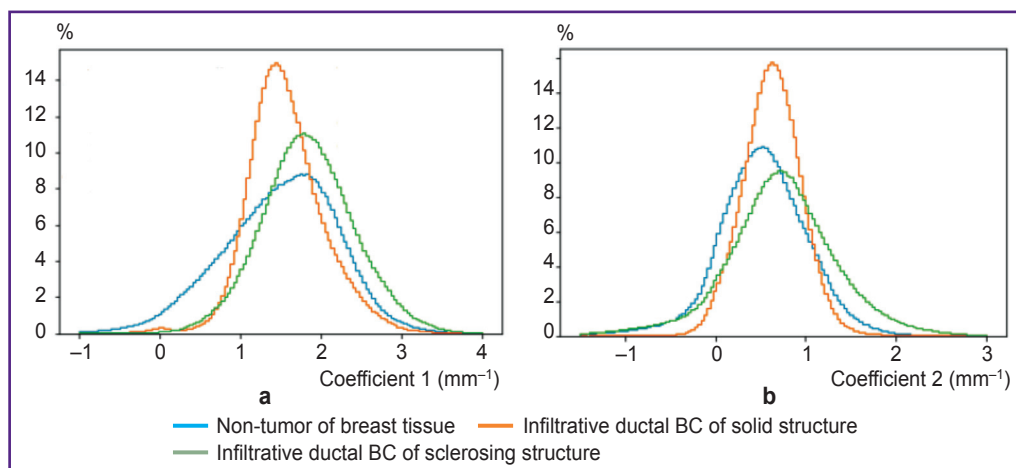 %
14
12
10
8
6
4
2
0
–1 0 1 2 3 4
Coefficient 1 (mm–1)
a
%
16
14
12
10
8
6
4
2
0
–1 0 1 2 3
Coefficient 2 (mm–1)
b
Non-tumor of breast tissue Infiltrative ductal BC of solid structure
Infiltrative ductal BC of sclerosing structure